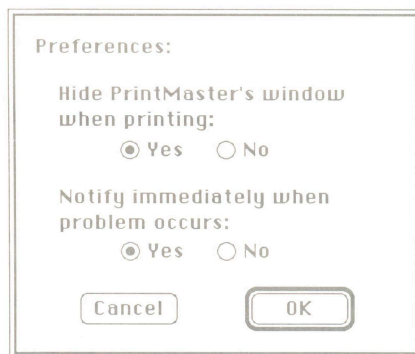 Preferences:
Hide PrintMaster's window
when printing:
Yes No
Notify immediately when
problem occurs:
Yes No
Cancel OK